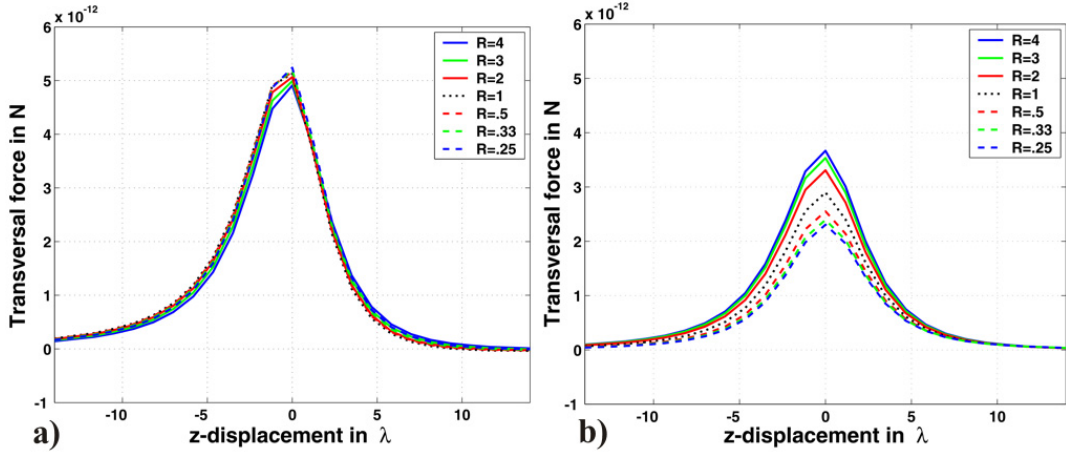 x 10⁻¹²
6
5
4
3
2
1
0
-1
Transversal force in N
R=4
R=3
R=2
R=1
R=.5
R=.33
R=.25
-10
-5
0
5
10
z-displacement in λ
a)
x 10⁻¹²
6
5
4
3
2
1
0
-1
Transversal force in N
R=4
R=3
R=2
R=1
R=.5
R=.33
R=.25
-10
-5
0
5
10
z-displacement in λ
b)